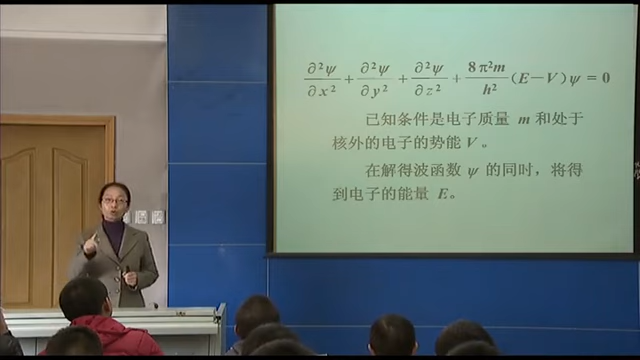 ∂²ψ/∂x² + ∂²ψ/∂y² + ∂²ψ/∂z² + 8π²m/h² (E－V)ψ = 0
已知条件是电子质量 m 和处于
核外的电子的势能 V。
在解得波函数 ψ 的同时，将得
到电子的能量 E。